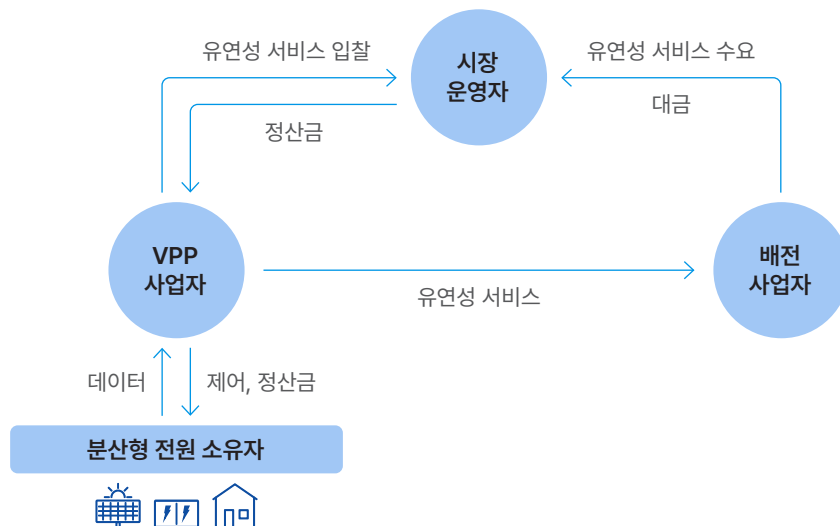 유연성 서비스 입찰
시장
운영자
유연성 서비스 수요
정산금
대금
VPP
사업자
배전
사업자
유연성 서비스
데이터
제어, 정산금
분산형 전원 소유자